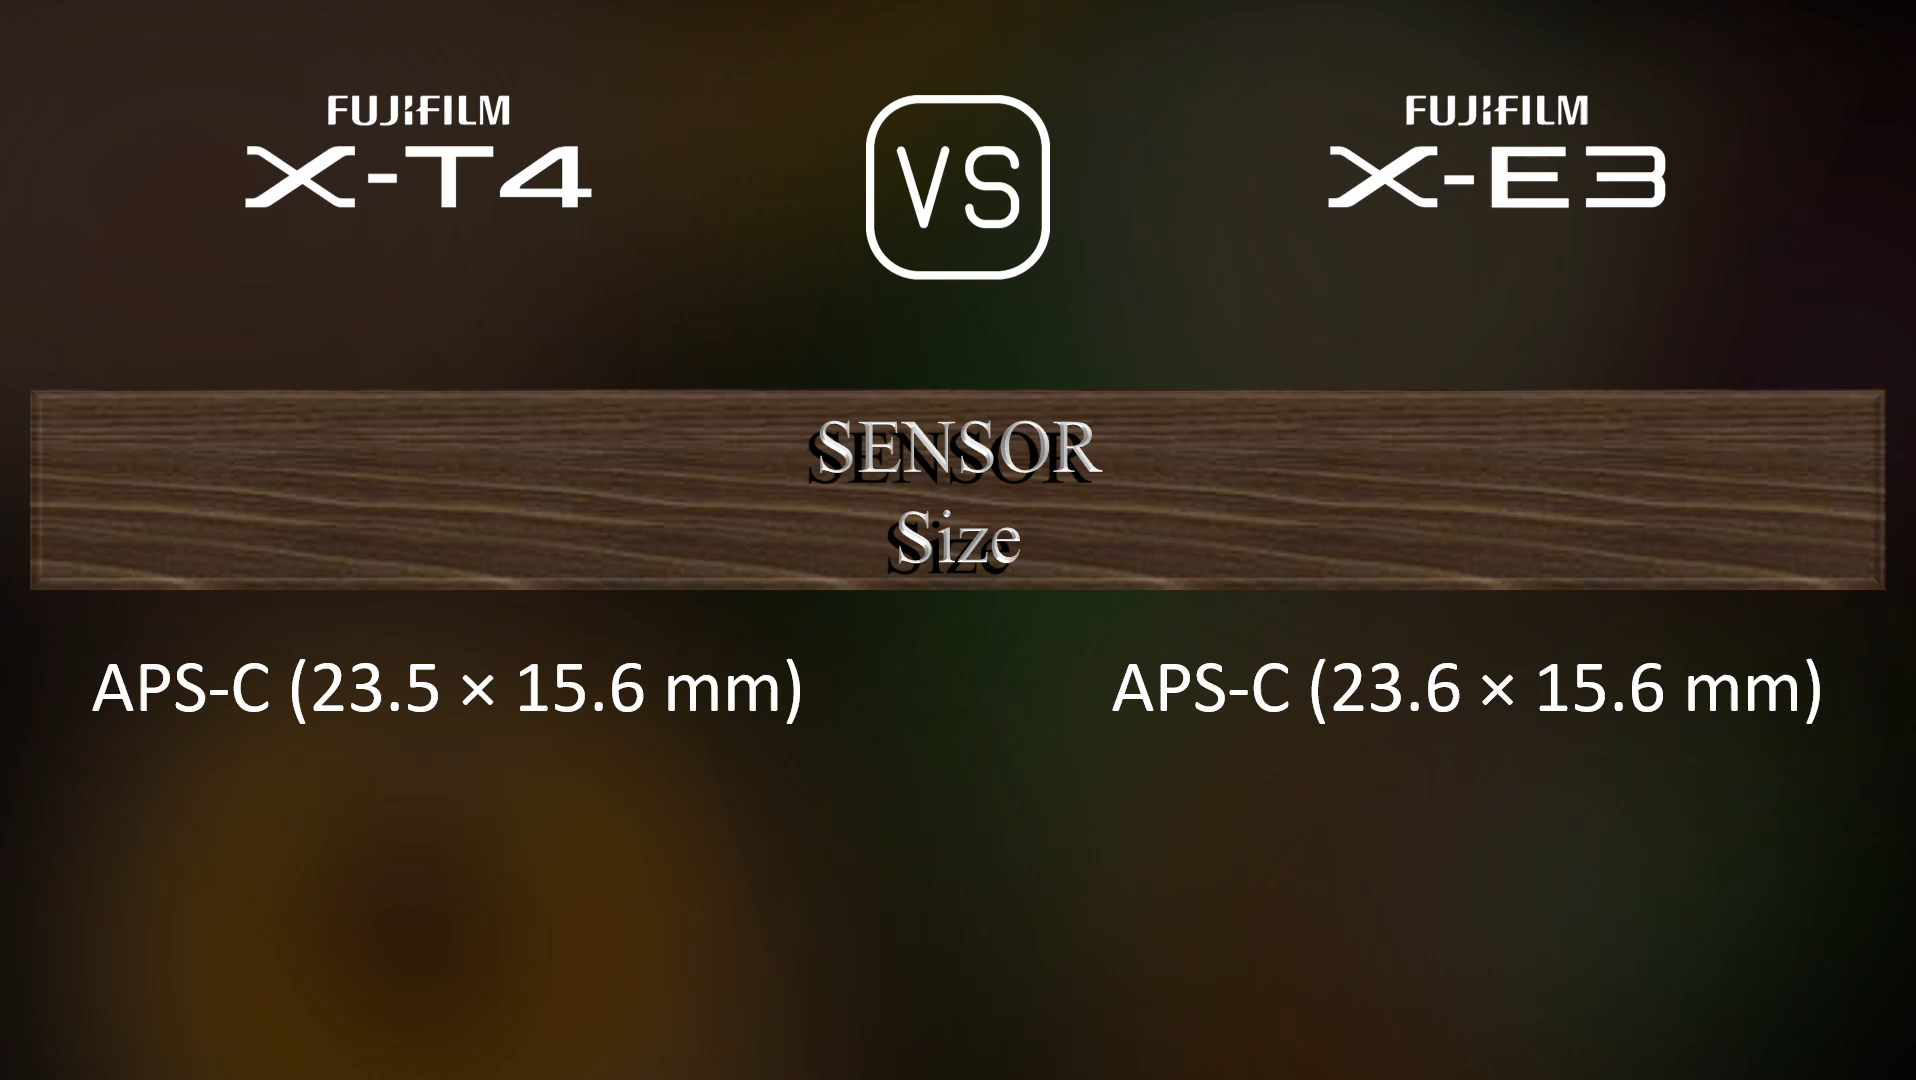 FUJIFILM
X-T4
VS
FUJIFILM
X-E3
SENSOR
Size
APS-C (23.5 × 15.6 mm)
APS-C (23.6 × 15.6 mm)